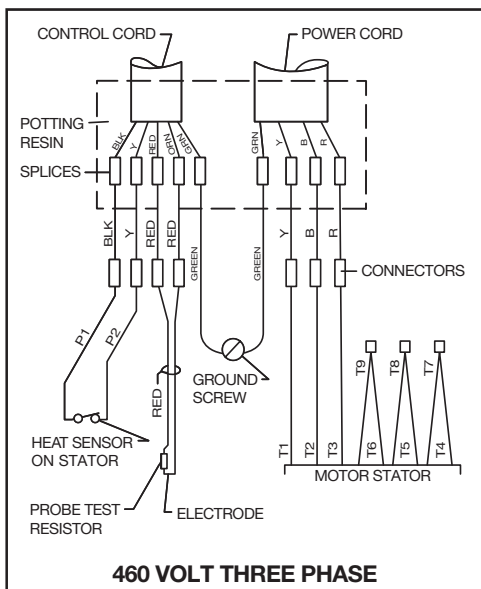 CONTROL CORD
POWER CORD
POTTING
RESIN
BLK
Y
RED
ORN
GRN
GRN
Y
B
R
SPLICES
BLK
Y
RED
RED
GREEN
GREEN
Y
B
R
CONNECTORS
P1
P2
RED
GROUND
SCREW
T9
T8
T7
HEAT SENSOR
ON STATOR
T1
T2
T3
T6
T5
T4
MOTOR STATOR
PROBE TEST
RESISTOR
ELECTRODE
460 VOLT THREE PHASE